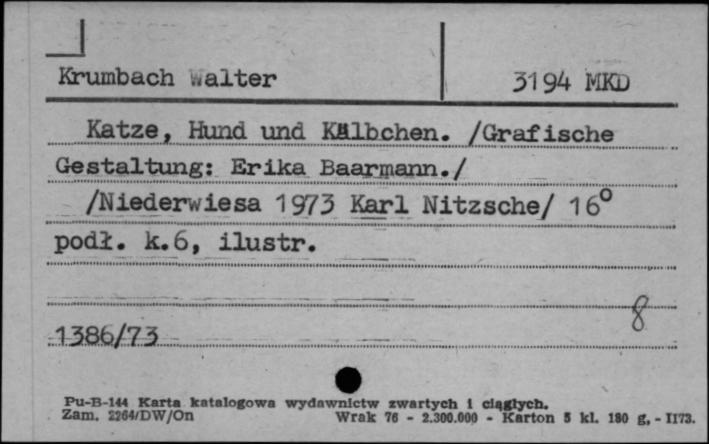 Krumbach Walter 3194 MKD
Katze, Hund und Kälbchen. /Grafische
Gestaltung: Erika Baarmann./
/Niederwiesa 1973 Karl Nitzsche/ 16°
podł. k.6, ilustr.
8
1386/73
Pu-B-144 Karta katalogowa wydawnictw zwartych i ciągłych.
Zam. 2264/DW/On Wrak 76 - 2.300.000 - Karton 5 kl. 180 g, - II73.